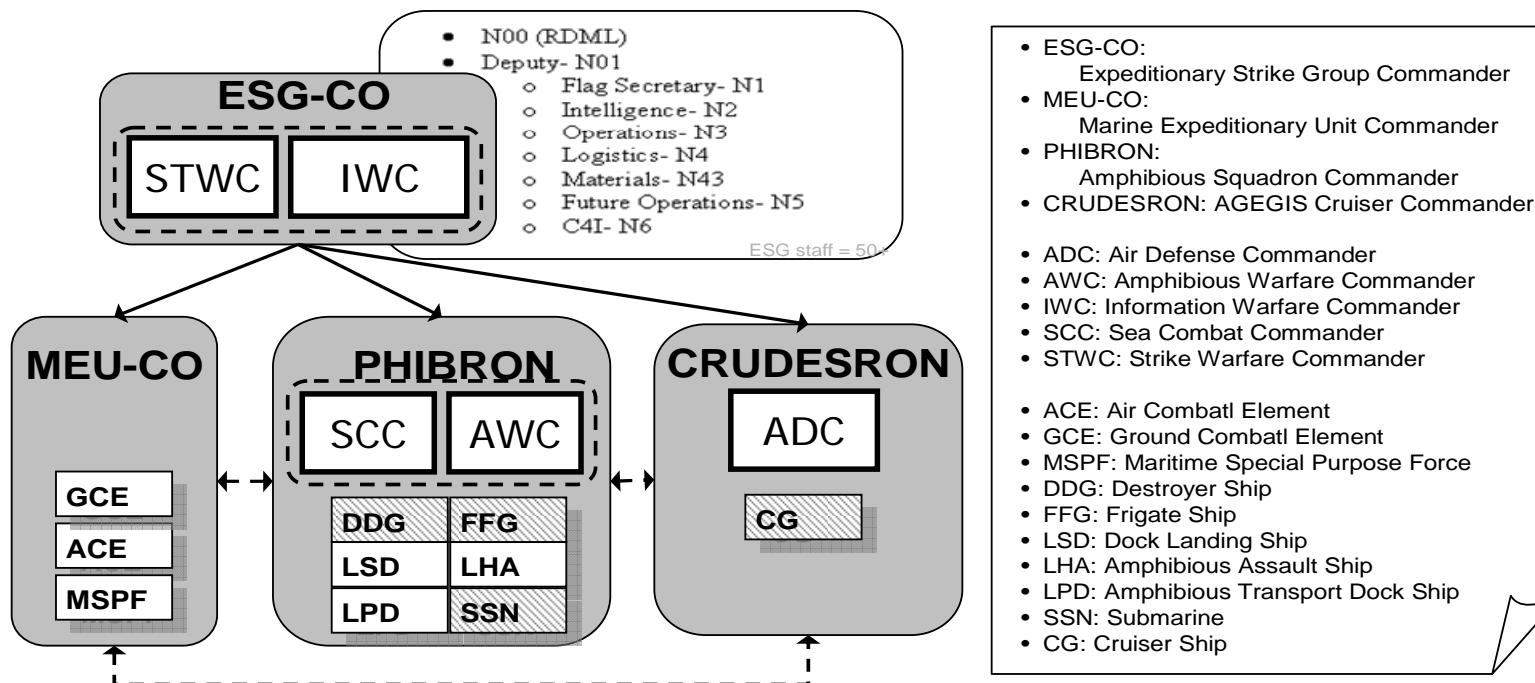 • N00 (RDML)
• Deputy- N01
o Flag Secretary- N1
o Intelligence- N2
o Operations- N3
o Logistics- N4
o Materials- N43
o Future Operations- N5
o C4I- N6
ESG staff = 50+
ESG-CO
STWC IWC
MEU-CO
GCE
ACE
MSPF
PHIBRON
SCC AWC
DDG FFG
LSD LHA
LPD SSN
CRUDESRON
ADC
CG
• ESG-CO:
Expeditionary Strike Group Commander
• MEU-CO:
Marine Expeditionary Unit Commander
• PHIBRON:
Amphibious Squadron Commander
• CRUDESRON: AGEGIS Cruiser Commander
• ADC: Air Defense Commander
• AWC: Amphibious Warfare Commander
• IWC: Information Warfare Commander
• SCC: Sea Combat Commander
• STWC: Strike Warfare Commander
• ACE: Air Combatl Element
• GCE: Ground Combatl Element
• MSPF: Maritime Special Purpose Force
• DDG: Destroyer Ship
• FFG: Frigate Ship
• LSD: Dock Landing Ship
• LHA: Amphibious Assault Ship
• LPD: Amphibious Transport Dock Ship
• SSN: Submarine
• CG: Cruiser Ship